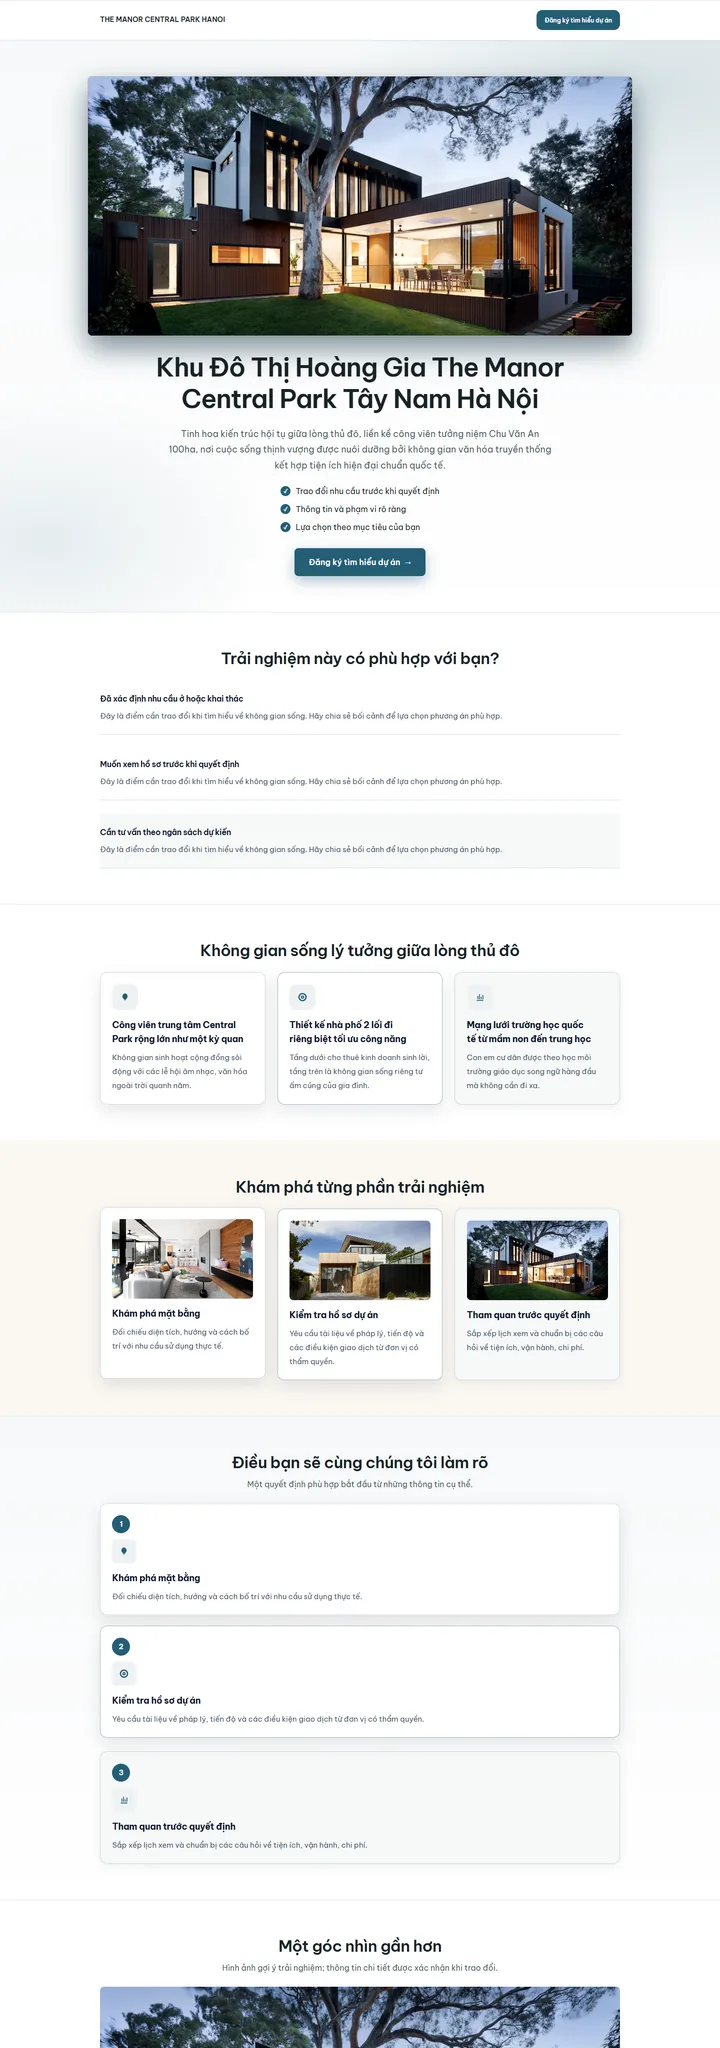 THE MANOR CENTRAL PARK HANOI
Đăng ký tìm hiểu dự án
Khu Đô Thị Hoàng Gia The Manor
Central Park Tây Nam Hà Nội
Tinh hoa kiến trúc hội tụ giữa lòng thủ đô, liền kề công viên tưởng niệm Chu Văn An
100ha, nơi cuộc sống thịnh vượng được nuôi dưỡng bởi không gian văn hóa truyền thống
kết hợp tiện ích hiện đại chuẩn quốc tế.
Trao đổi nhu cầu trước khi quyết định
Thông tin và phạm vi rõ ràng
Lựa chọn theo mục tiêu của bạn
Đăng ký tìm hiểu dự án →
Trải nghiệm này có phù hợp với bạn?
Đã xác định nhu cầu ở hoặc khai thác
Đây là điểm cần trao đổi khi tìm hiểu về không gian sống. Hãy chia sẻ bối cảnh để lựa chọn phương án phù hợp.
Muốn xem hồ sơ trước khi quyết định
Đây là điểm cần trao đổi khi tìm hiểu về không gian sống. Hãy chia sẻ bối cảnh để lựa chọn phương án phù hợp.
Cần tư vấn theo ngân sách dự kiến
Đây là điểm cần trao đổi khi tìm hiểu về không gian sống. Hãy chia sẻ bối cảnh để lựa chọn phương án phù hợp.
Không gian sống lý tưởng giữa lòng thủ đô
Công viên trung tâm Central
Park rộng lớn như một kỳ quan
Không gian sinh hoạt cộng đồng sôi
động với các lễ hội âm nhạc, văn hóa
ngoài trời quanh năm.
Thiết kế nhà phố 2 lối đi
riêng biệt tối ưu công năng
Tầng dưới cho thuê kinh doanh sinh lời,
tầng trên là không gian sống riêng tư
ấm cúng của gia đình.
Mạng lưới trường học quốc
tế từ mầm non đến trung học
Con em cư dân được theo học môi
trường giáo dục song ngữ hàng đầu
mà không cần đi xa.
Khám phá từng phần trải nghiệm
Khám phá mặt bằng
Đối chiếu diện tích, hướng và cách bố
trí với nhu cầu sử dụng thực tế.
Kiểm tra hồ sơ dự án
Yêu cầu tài liệu về pháp lý, tiến độ và
các điều kiện giao dịch từ đơn vị có
thẩm quyền.
Tham quan trước quyết định
Sắp xếp lịch xem và chuẩn bị các câu
hỏi về tiện ích, vận hành, chi phí.
Điều bạn sẽ cùng chúng tôi làm rõ
Một quyết định phù hợp bắt đầu từ những thông tin cụ thể.
1
Khám phá mặt bằng
Đối chiếu diện tích, hướng và cách bố trí với nhu cầu sử dụng thực tế.
2
Kiểm tra hồ sơ dự án
Yêu cầu tài liệu về pháp lý, tiến độ và các điều kiện giao dịch từ đơn vị có thẩm quyền.
3
Tham quan trước quyết định
Sắp xếp lịch xem và chuẩn bị các câu hỏi về tiện ích, vận hành, chi phí.
Một góc nhìn gần hơn
Hình ảnh gợi ý trải nghiệm; thông tin chi tiết được xác nhận khi trao đổi.